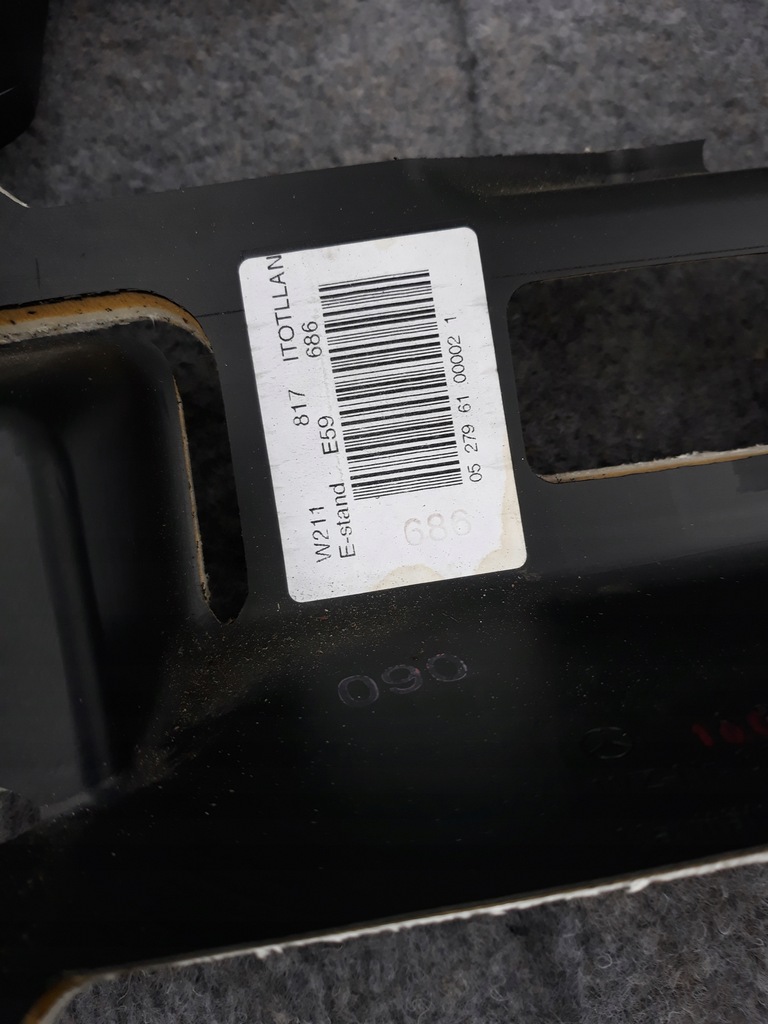 W211 817 ITOTLLAN
E-stand E59 686
05 279 61 00002 1
686
090